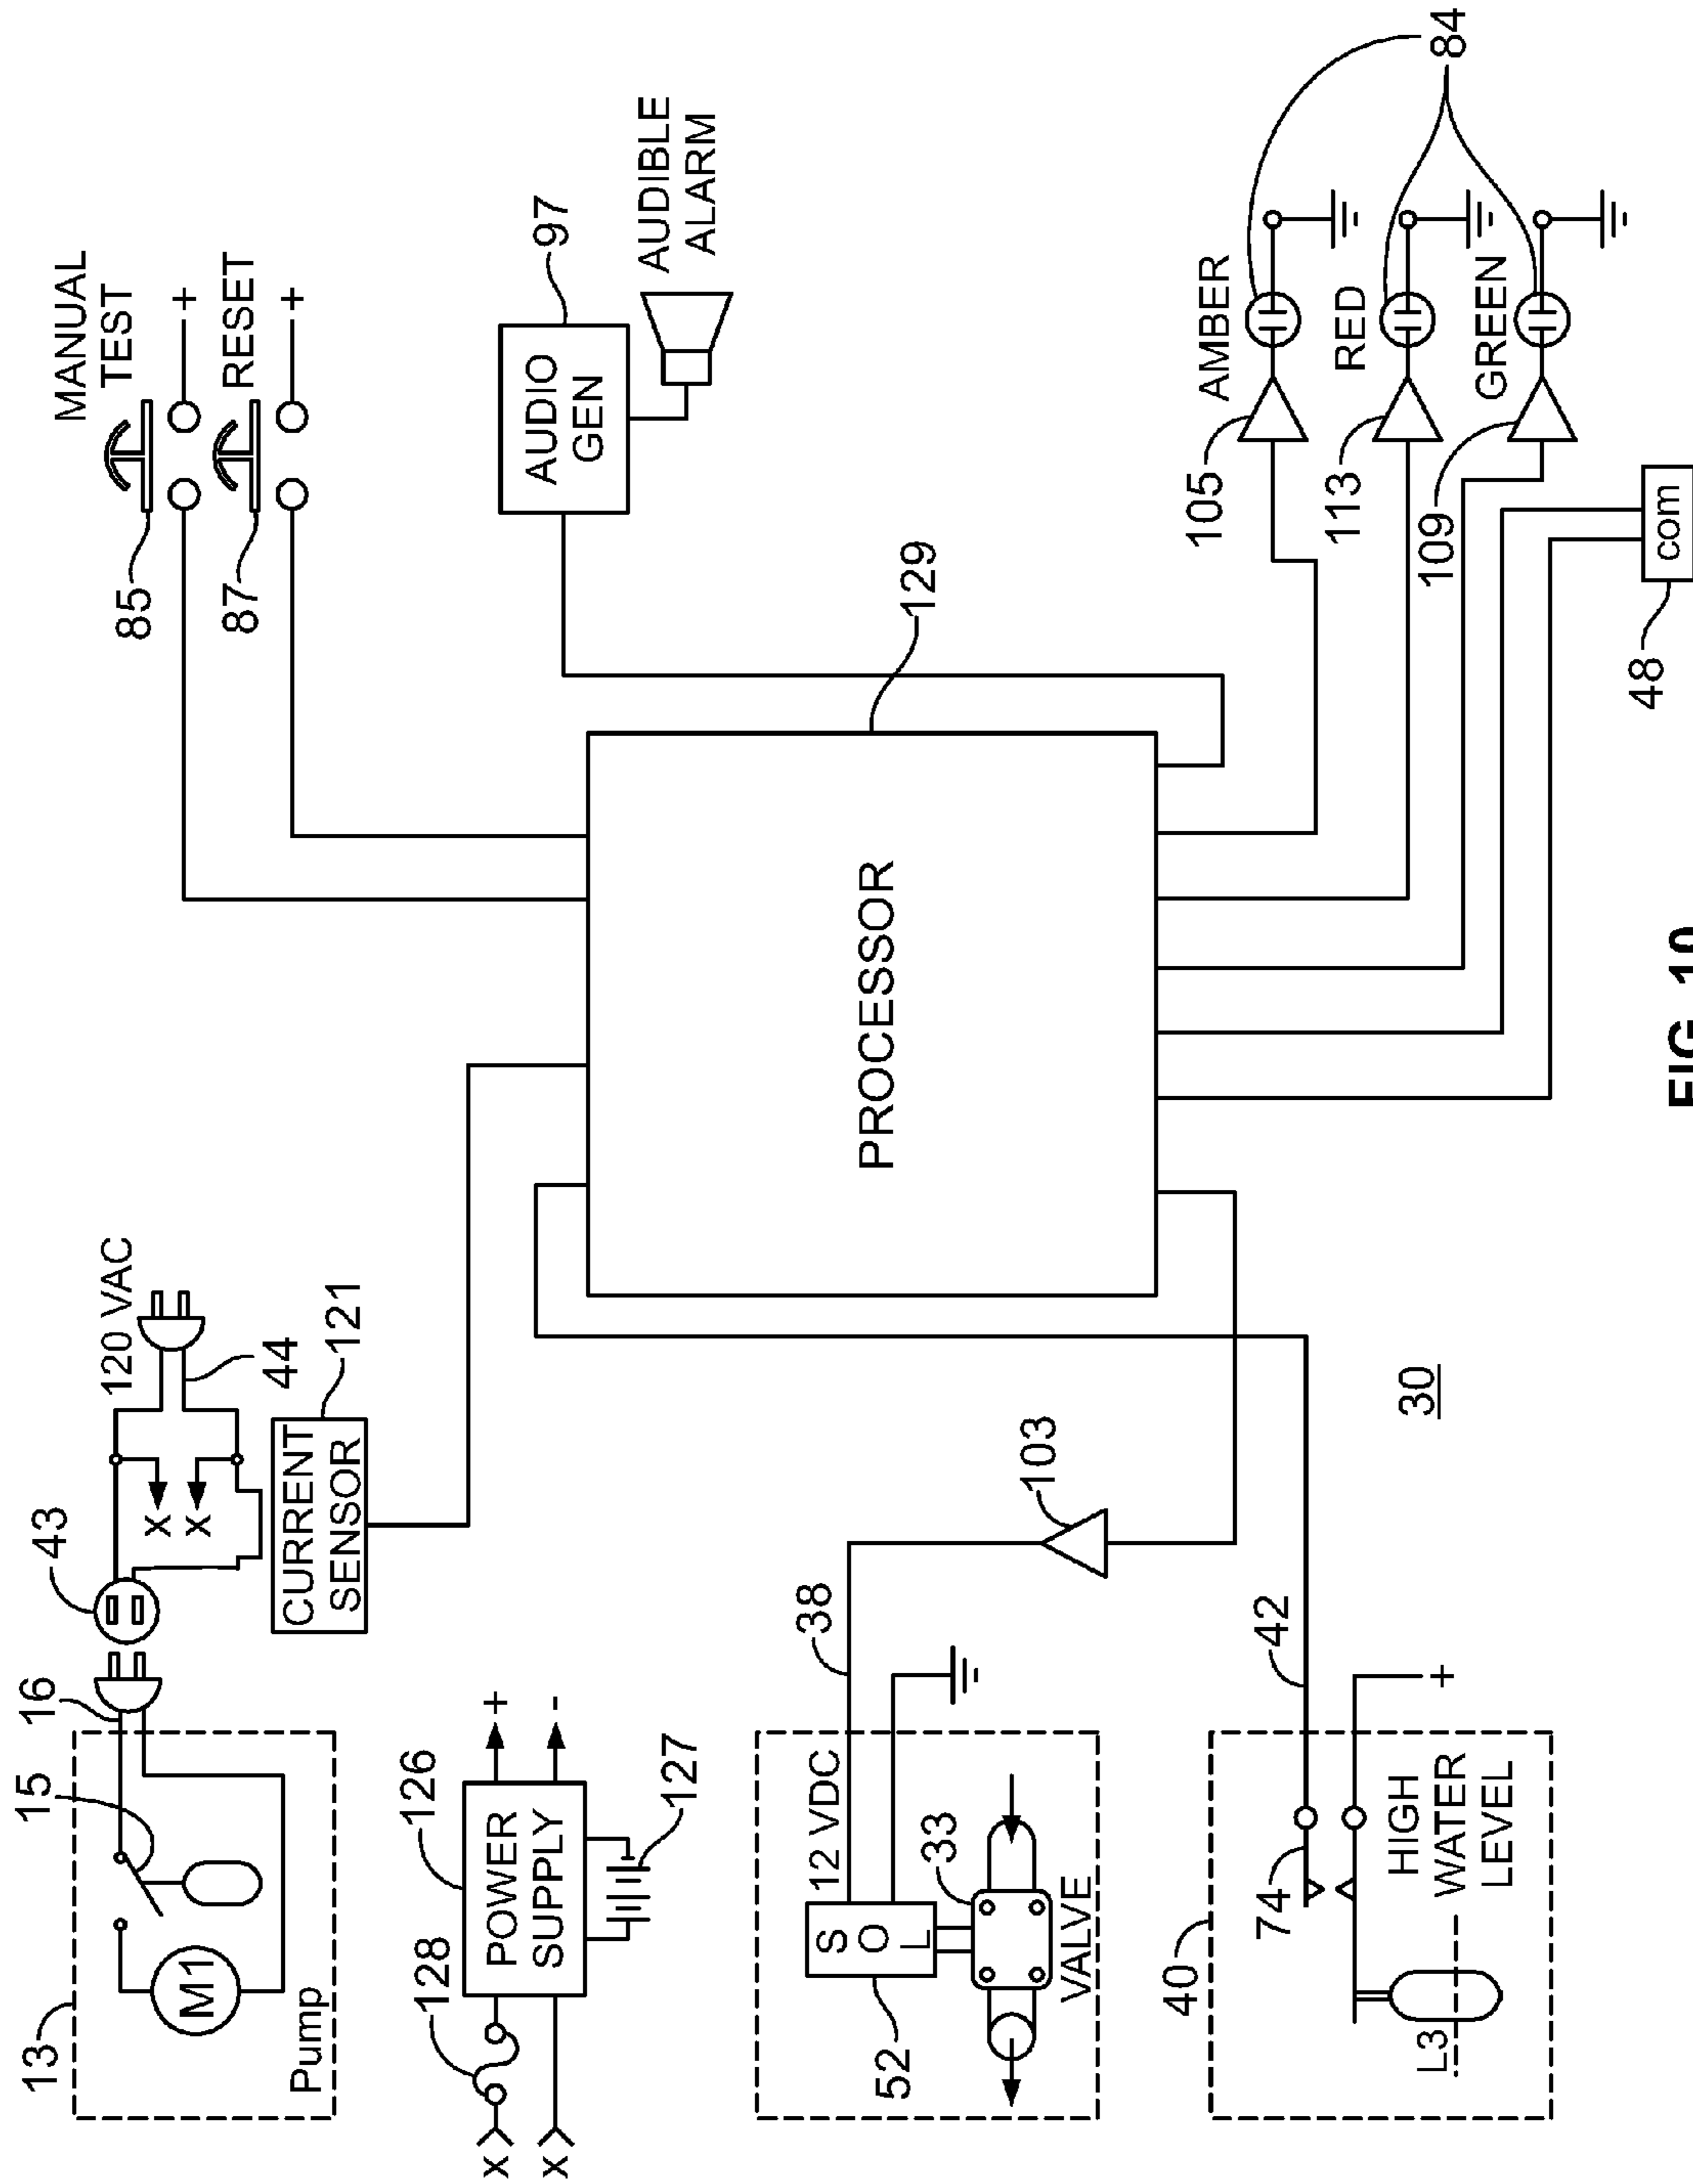 13
15
16
43
120 VAC
44
X
X
M1
Pump
CURRENT
SENSOR
121
85
MANUAL
TEST
+
87
RESET
+
X
X
128
126
POWER
SUPPLY
+
-
127
AUDIO
GEN
97
AUDIBLE
ALARM
PROCESSOR
129
52
S
O
L
12 VDC
38
33
VALVE
103
40
74
42
L3
HIGH
WATER
LEVEL
+
30
105
AMBER
113
RED
109
GREEN
84
48
com
FIG